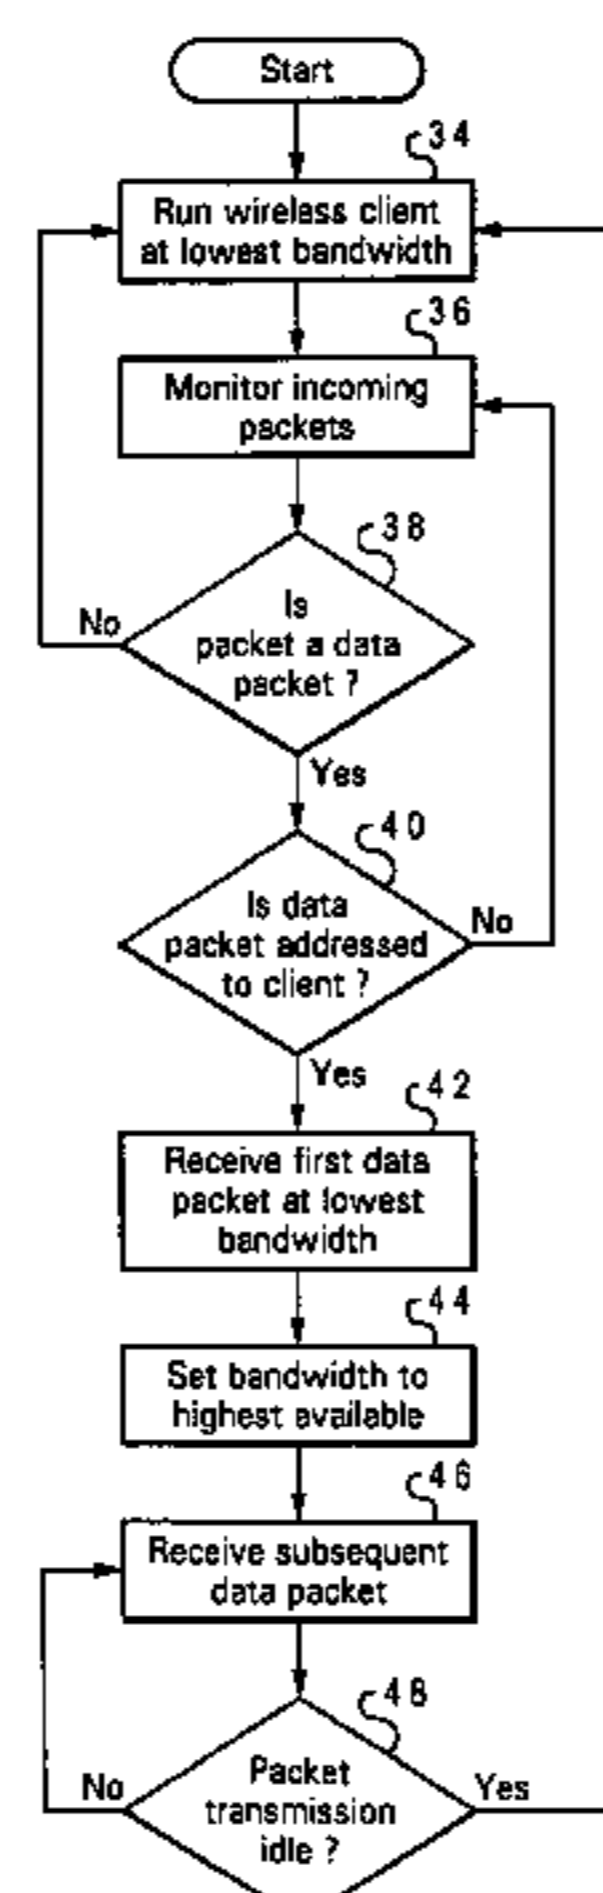 Start
34
Run wireless client
at lowest bandwidth
36
Monitor incoming
packets
38
Is
packet a data
packet ?
No
Yes
40
Is data
packet addressed
to client ?
No
Yes
42
Receive first data
packet at lowest
bandwidth
44
Set bandwidth to
highest available
46
Receive subsequent
data packet
48
Packet
transmission
idle ?
No
Yes